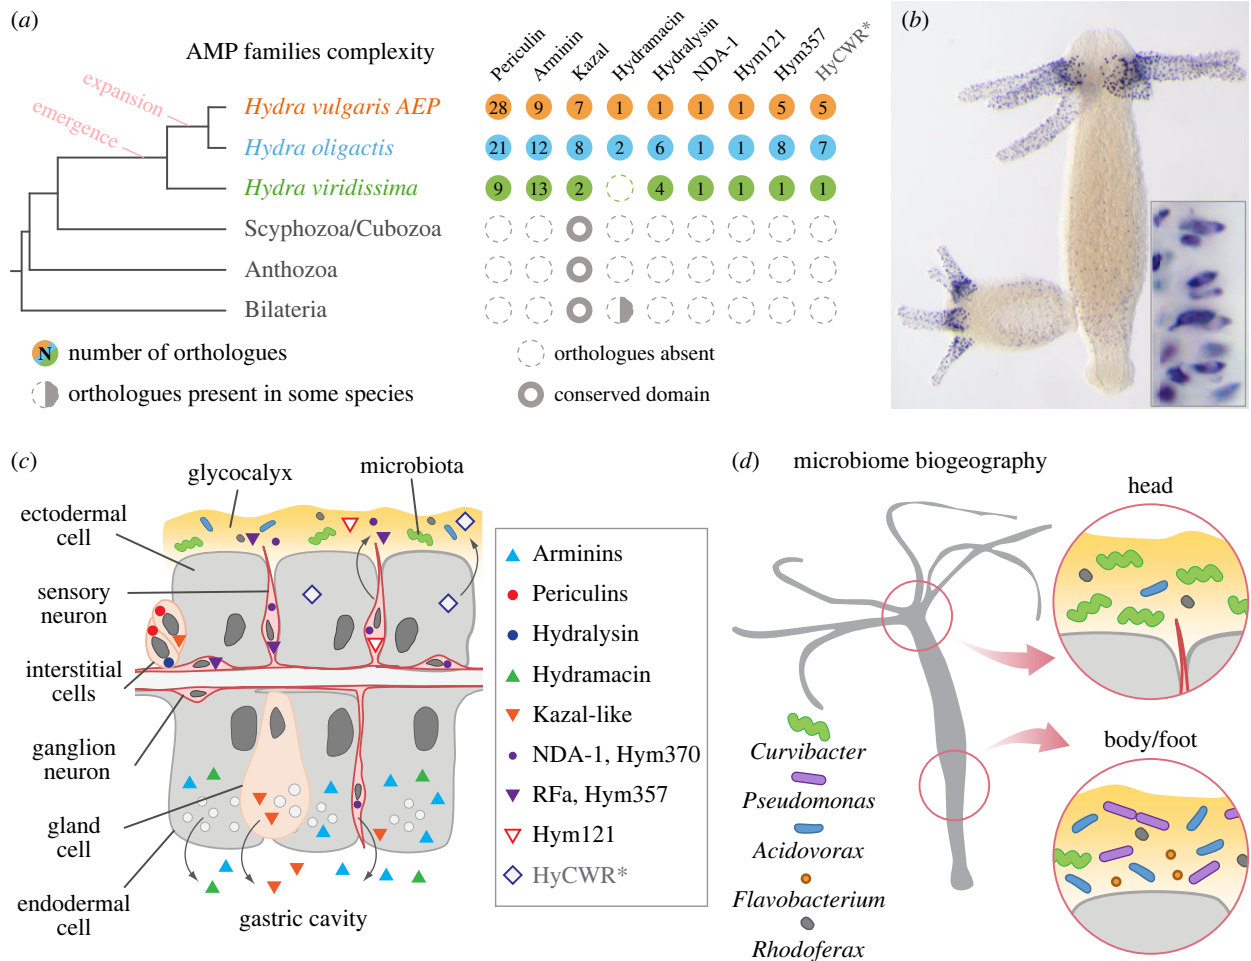 (a)
AMP families complexity
Periculin
Arminin
Kazal
Hydramacin
Hydralysin
NDA-1
Hym121
Hym357
HyCWR*
expansion
emergence
Hydra vulgaris AEP
28 9 7 1 1 1 1 5 5
Hydra oligactis
21 12 8 2 6 1 1 8 7
Hydra viridissima
9 13 2 4 1 1 1 1
Scyphozoa/Cubozoa
Anthozoa
Bilateria
N number of orthologues
orthologues absent
orthologues present in some species
conserved domain
(b)
(c)
glycocalyx
microbiota
ectodermal
cell
sensory
neuron
interstitial
cells
ganglion
neuron
gland
cell
endodermal
cell
gastric cavity
Arminins
Periculins
Hydralysin
Hydramacin
Kazal-like
NDA-1, Hym370
RFa, Hym357
Hym121
HyCWR*
(d)
microbiome biogeography
head
body/foot
Curvibacter
Pseudomonas
Acidovorax
Flavobacterium
Rhodoferax